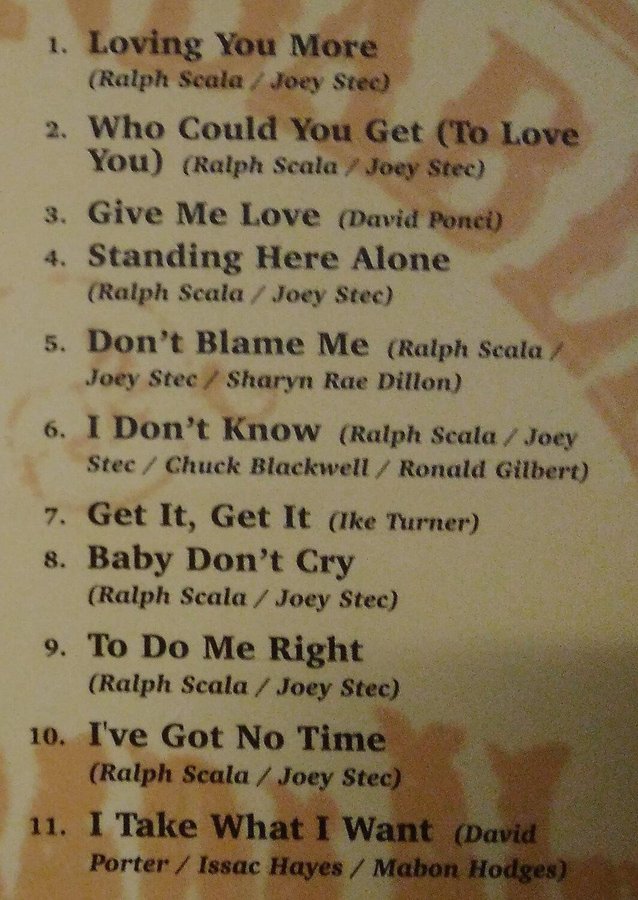 1. Loving You More
(Ralph Scala / Joey Stec)
2. Who Could You Get (To Love
You) (Ralph Scala / Joey Stec)
3. Give Me Love (David Ponci)
4. Standing Here Alone
(Ralph Scala / Joey Stec)
5. Don't Blame Me (Ralph Scala /
Joey Stec / Sharyn Rae Dillon)
6. I Don't Know (Ralph Scala / Joey
Stec / Chuck Blackwell / Ronald Gilbert)
7. Get It, Get It (Ike Turner)
8. Baby Don't Cry
(Ralph Scala / Joey Stec)
9. To Do Me Right
(Ralph Scala / Joey Stec)
10. I've Got No Time
(Ralph Scala / Joey Stec)
11. I Take What I Want (David
Porter / Issac Hayes / Mabon Hodges)